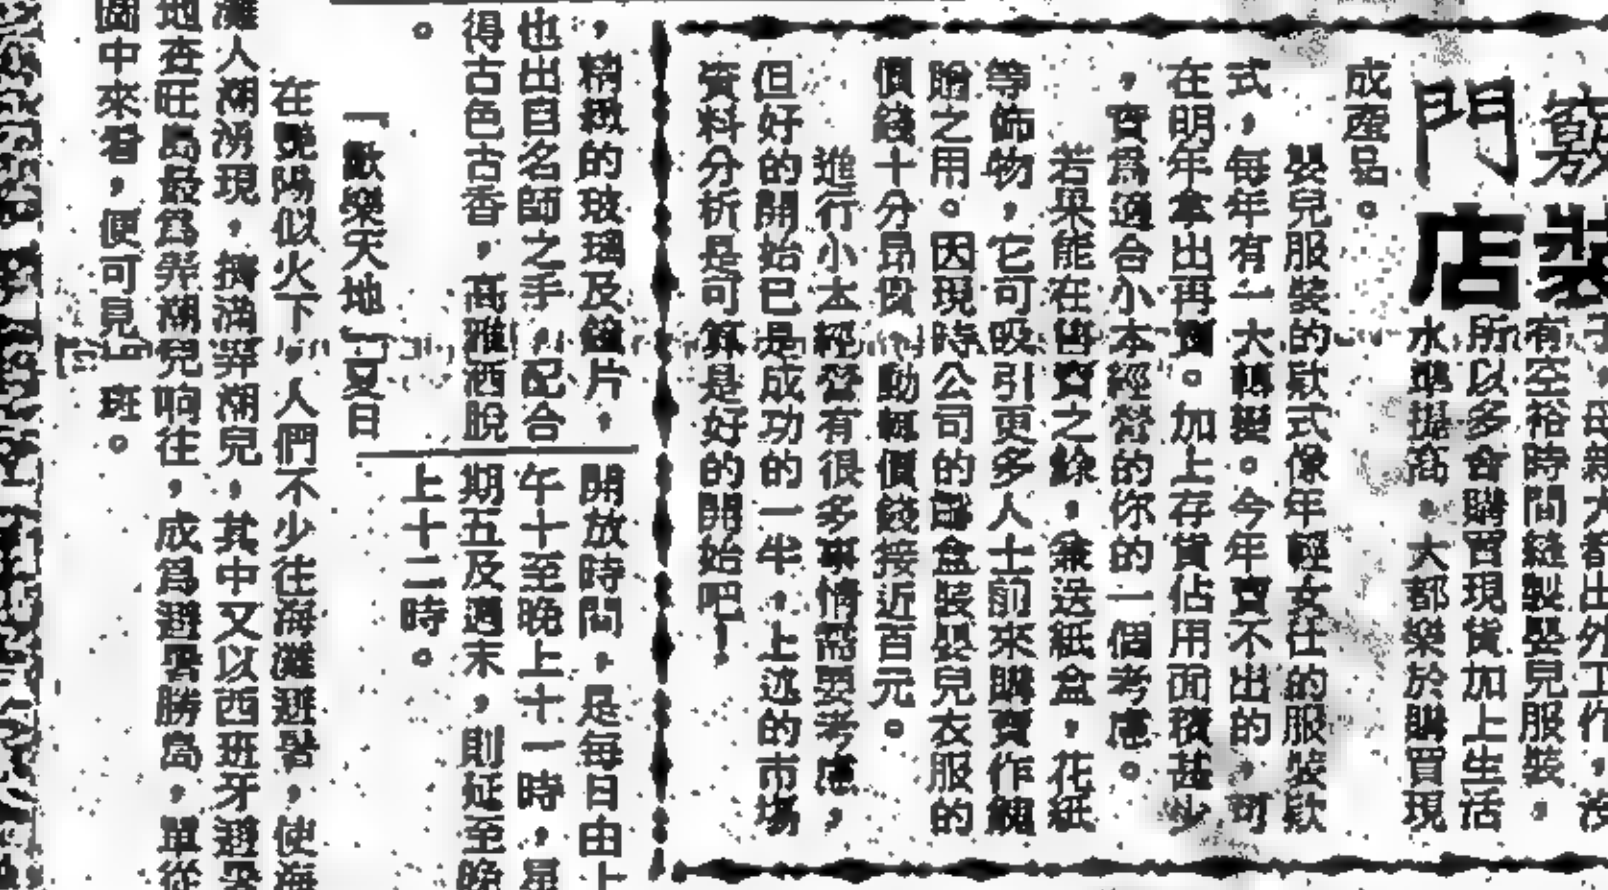 裝
門店
有空裕時間縫製嬰兒服裝，
所以多會購買現貨加上生活
水準提高，大都樂於購買現
成產品。
嬰兒服裝的款式像年輕女仕的服裝款
式，每年有一大轉變。今年賣不出的，可
在明年拿出再賣。加上存貨佔用面積甚少
，實爲適合小本經營的你的一個考慮。
若果能在售賣之餘，兼送紙盒，花紙
等飾物，它可吸引更多人士前來購買作餽
贈之用。因現時公司的禮盒裝嬰兒衣服的
價錢十分昂貴，動輒價錢接近百元。
進行小本經營有很多事情需要考慮，
但好的開始已是成功的一半，上述的市場
資料分析是可算是好的開始吧！
，精緻的玻璃及鏡片，
也出自名師之手，配合
得古色古香，高雅洒脫
。
開放時間，是每日由上
午十至晚上十一時，星
期五及週末，則延至晚
上十二時。
「歡樂天地」夏日
在艷陽似火下，人們不少往海灘避暑，使海
灘人潮湧現，擠滿弄潮兒，其中又以西班牙避暑
地杏旺島最爲弄潮兒响往，成爲避暑勝島，單從
圖中來看，便可見一斑。